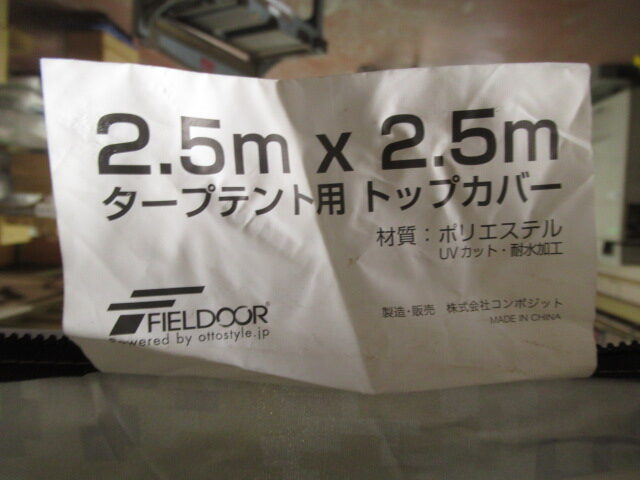 2.5m x 2.5m
タープテント用 トップカバー
材質：ポリエステル
UVカット・耐水加工
FIELDOOR®
Powered by ottostyle.jp
製造・販売 株式会社コンポジット
MADE IN CHINA